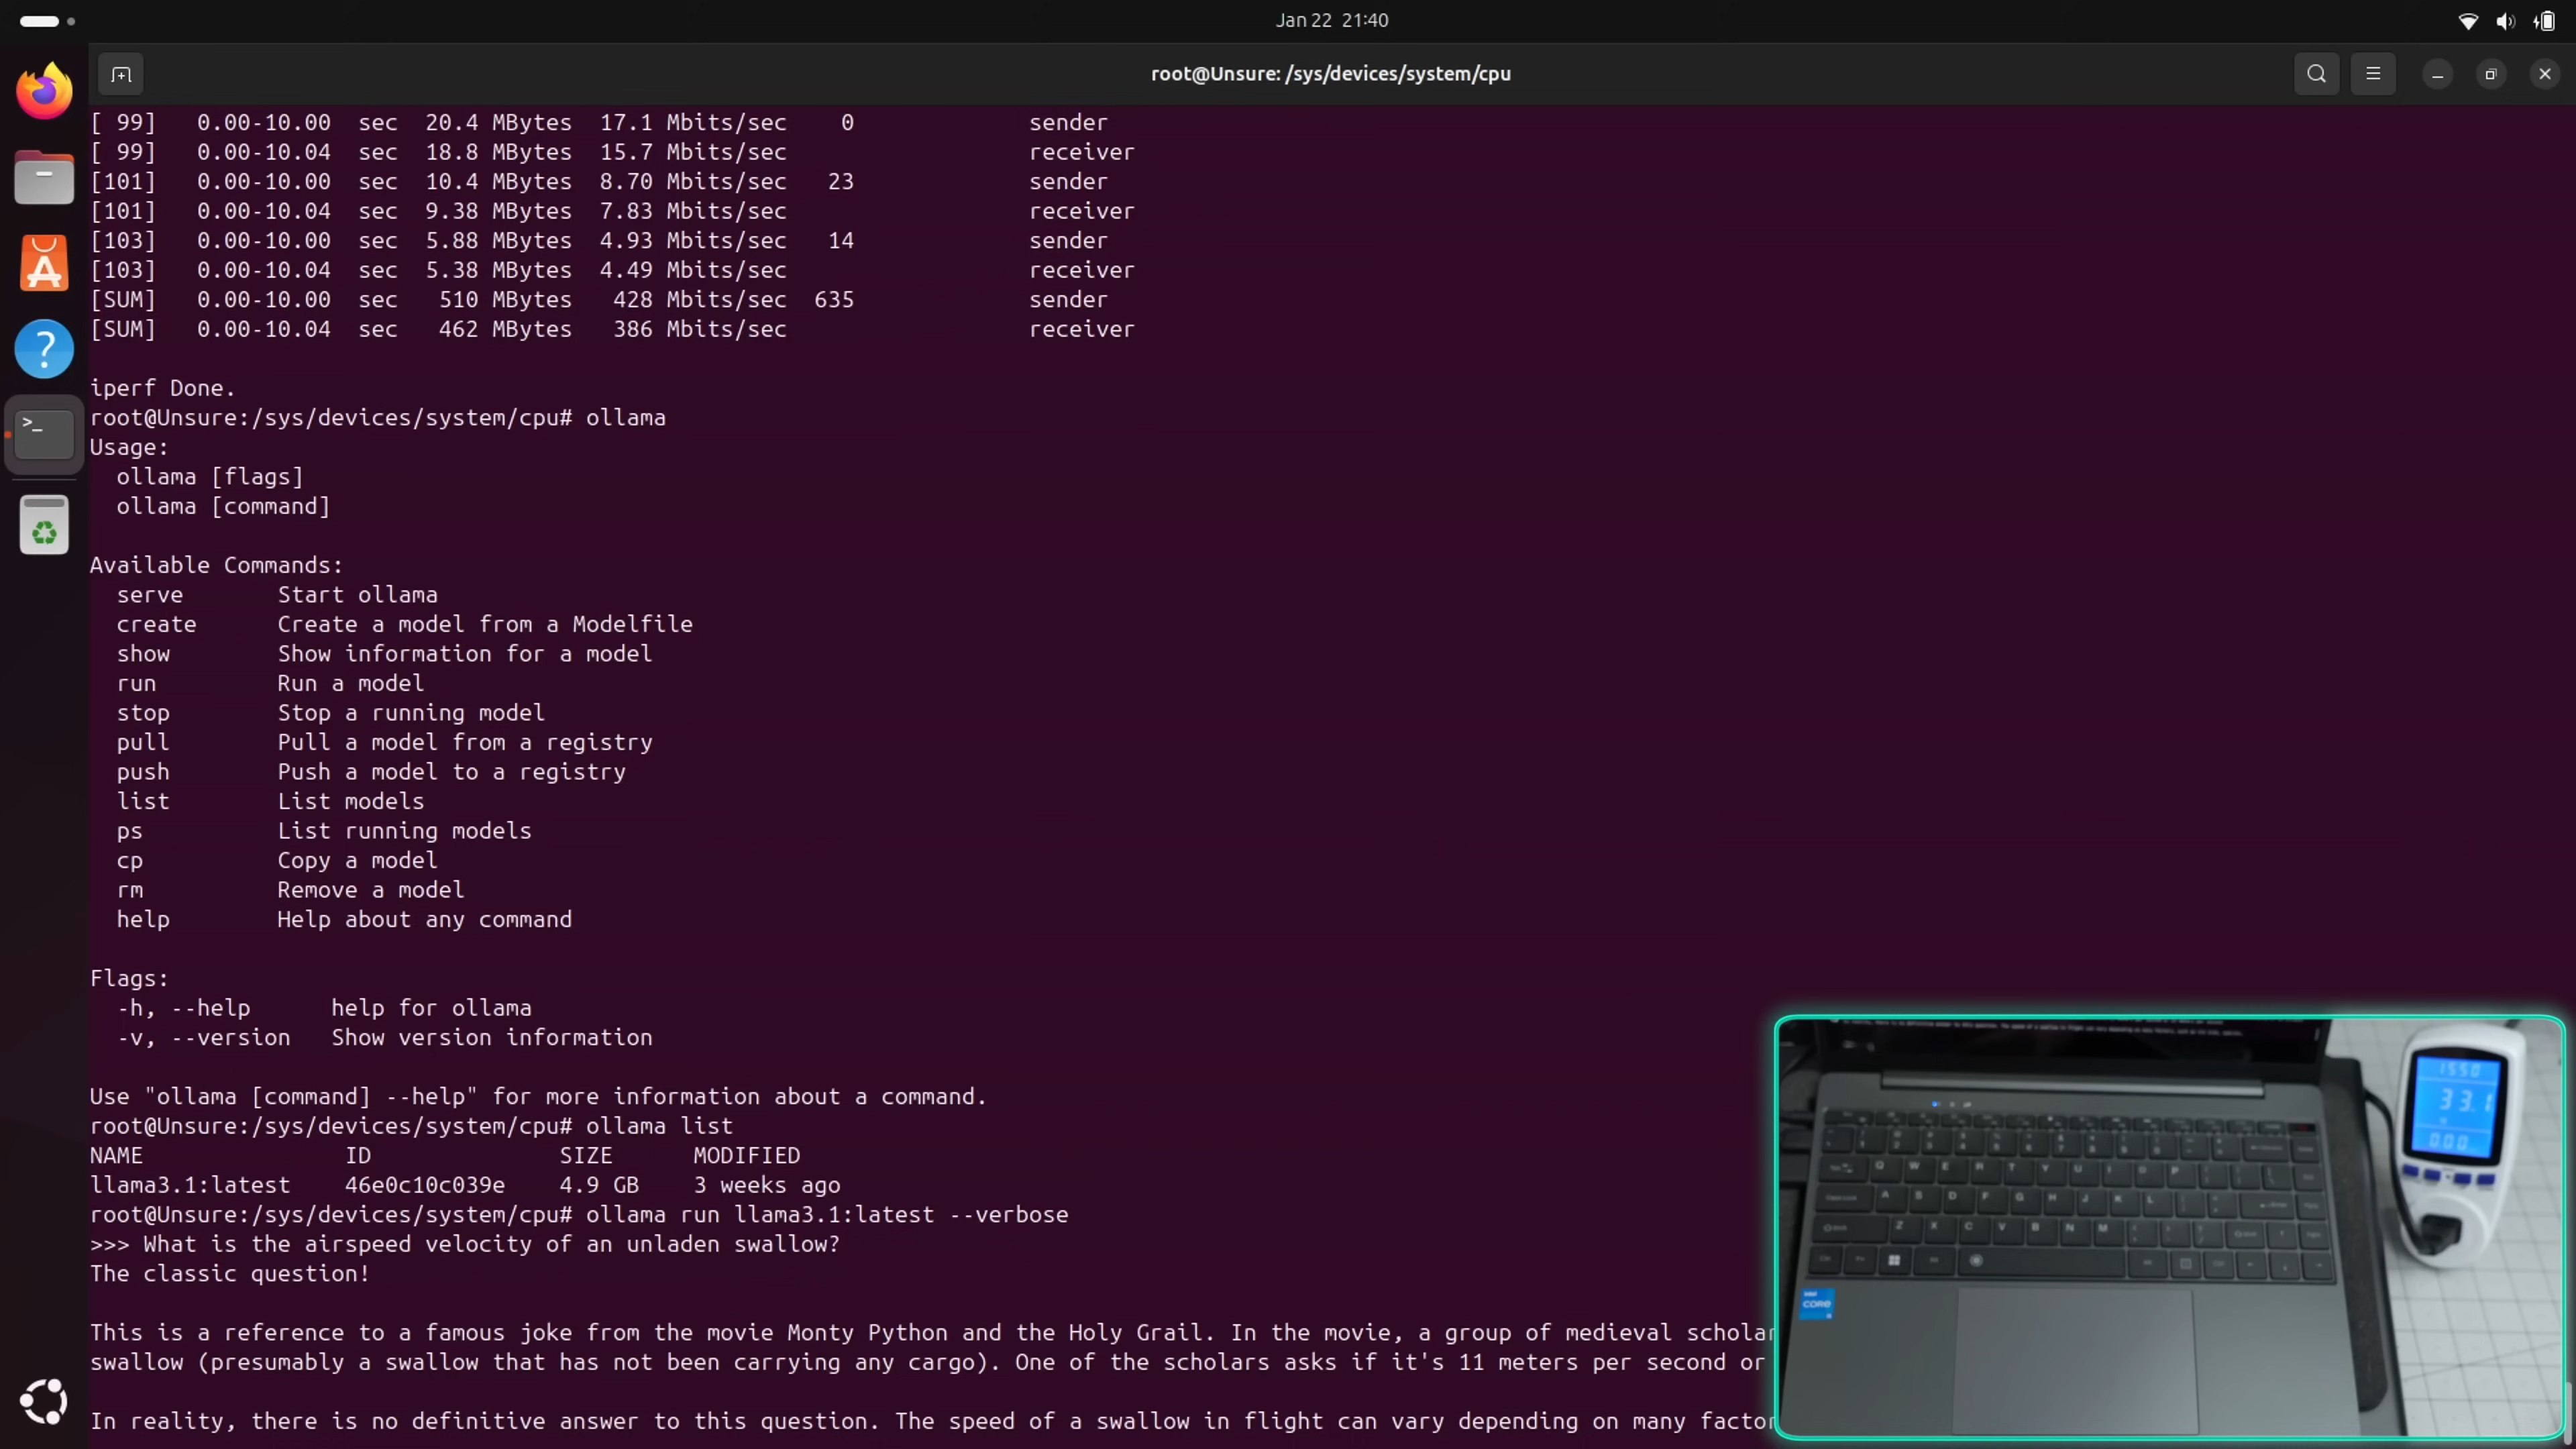 Jan 22 21:40
root@Unsure: /sys/devices/system/cpu
[ 99] 0.00-10.00 sec 20.4 MBytes 17.1 Mbits/sec 0 sender
[ 99] 0.00-10.04 sec 18.8 MBytes 15.7 Mbits/sec receiver
[101] 0.00-10.00 sec 10.4 MBytes 8.70 Mbits/sec 23 sender
[101] 0.00-10.04 sec 9.38 MBytes 7.83 Mbits/sec receiver
[103] 0.00-10.00 sec 5.88 MBytes 4.93 Mbits/sec 14 sender
[103] 0.00-10.04 sec 5.38 MBytes 4.49 Mbits/sec receiver
[SUM] 0.00-10.00 sec 510 MBytes 428 Mbits/sec 635 sender
[SUM] 0.00-10.04 sec 462 MBytes 386 Mbits/sec receiver
iperf Done.
root@Unsure:/sys/devices/system/cpu# ollama
Usage:
ollama [flags]
ollama [command]
Available Commands:
serve Start ollama
create Create a model from a Modelfile
show Show information for a model
run Run a model
stop Stop a running model
pull Pull a model from a registry
push Push a model to a registry
list List models
ps List running models
cp Copy a model
rm Remove a model
help Help about any command
Flags:
-h, --help help for ollama
-v, --version Show version information
Use "ollama [command] --help" for more information about a command.
root@Unsure:/sys/devices/system/cpu# ollama list
NAME ID SIZE MODIFIED
llama3.1:latest 46e0c10c039e 4.9 GB 3 weeks ago
root@Unsure:/sys/devices/system/cpu# ollama run llama3.1:latest --verbose
>>> What is the airspeed velocity of an unladen swallow?
The classic question!
This is a reference to a famous joke from the movie Monty Python and the Holy Grail. In the movie, a group of medieval scholar
swallow (presumably a swallow that has not been carrying any cargo). One of the scholars asks if it's 11 meters per second or
In reality, there is no definitive answer to this question. The speed of a swallow in flight can vary depending on many factor
1550
33.
0.00
Q W E R T Y U I O P
A S D F G H J K L
Z X C V B N M
CORE